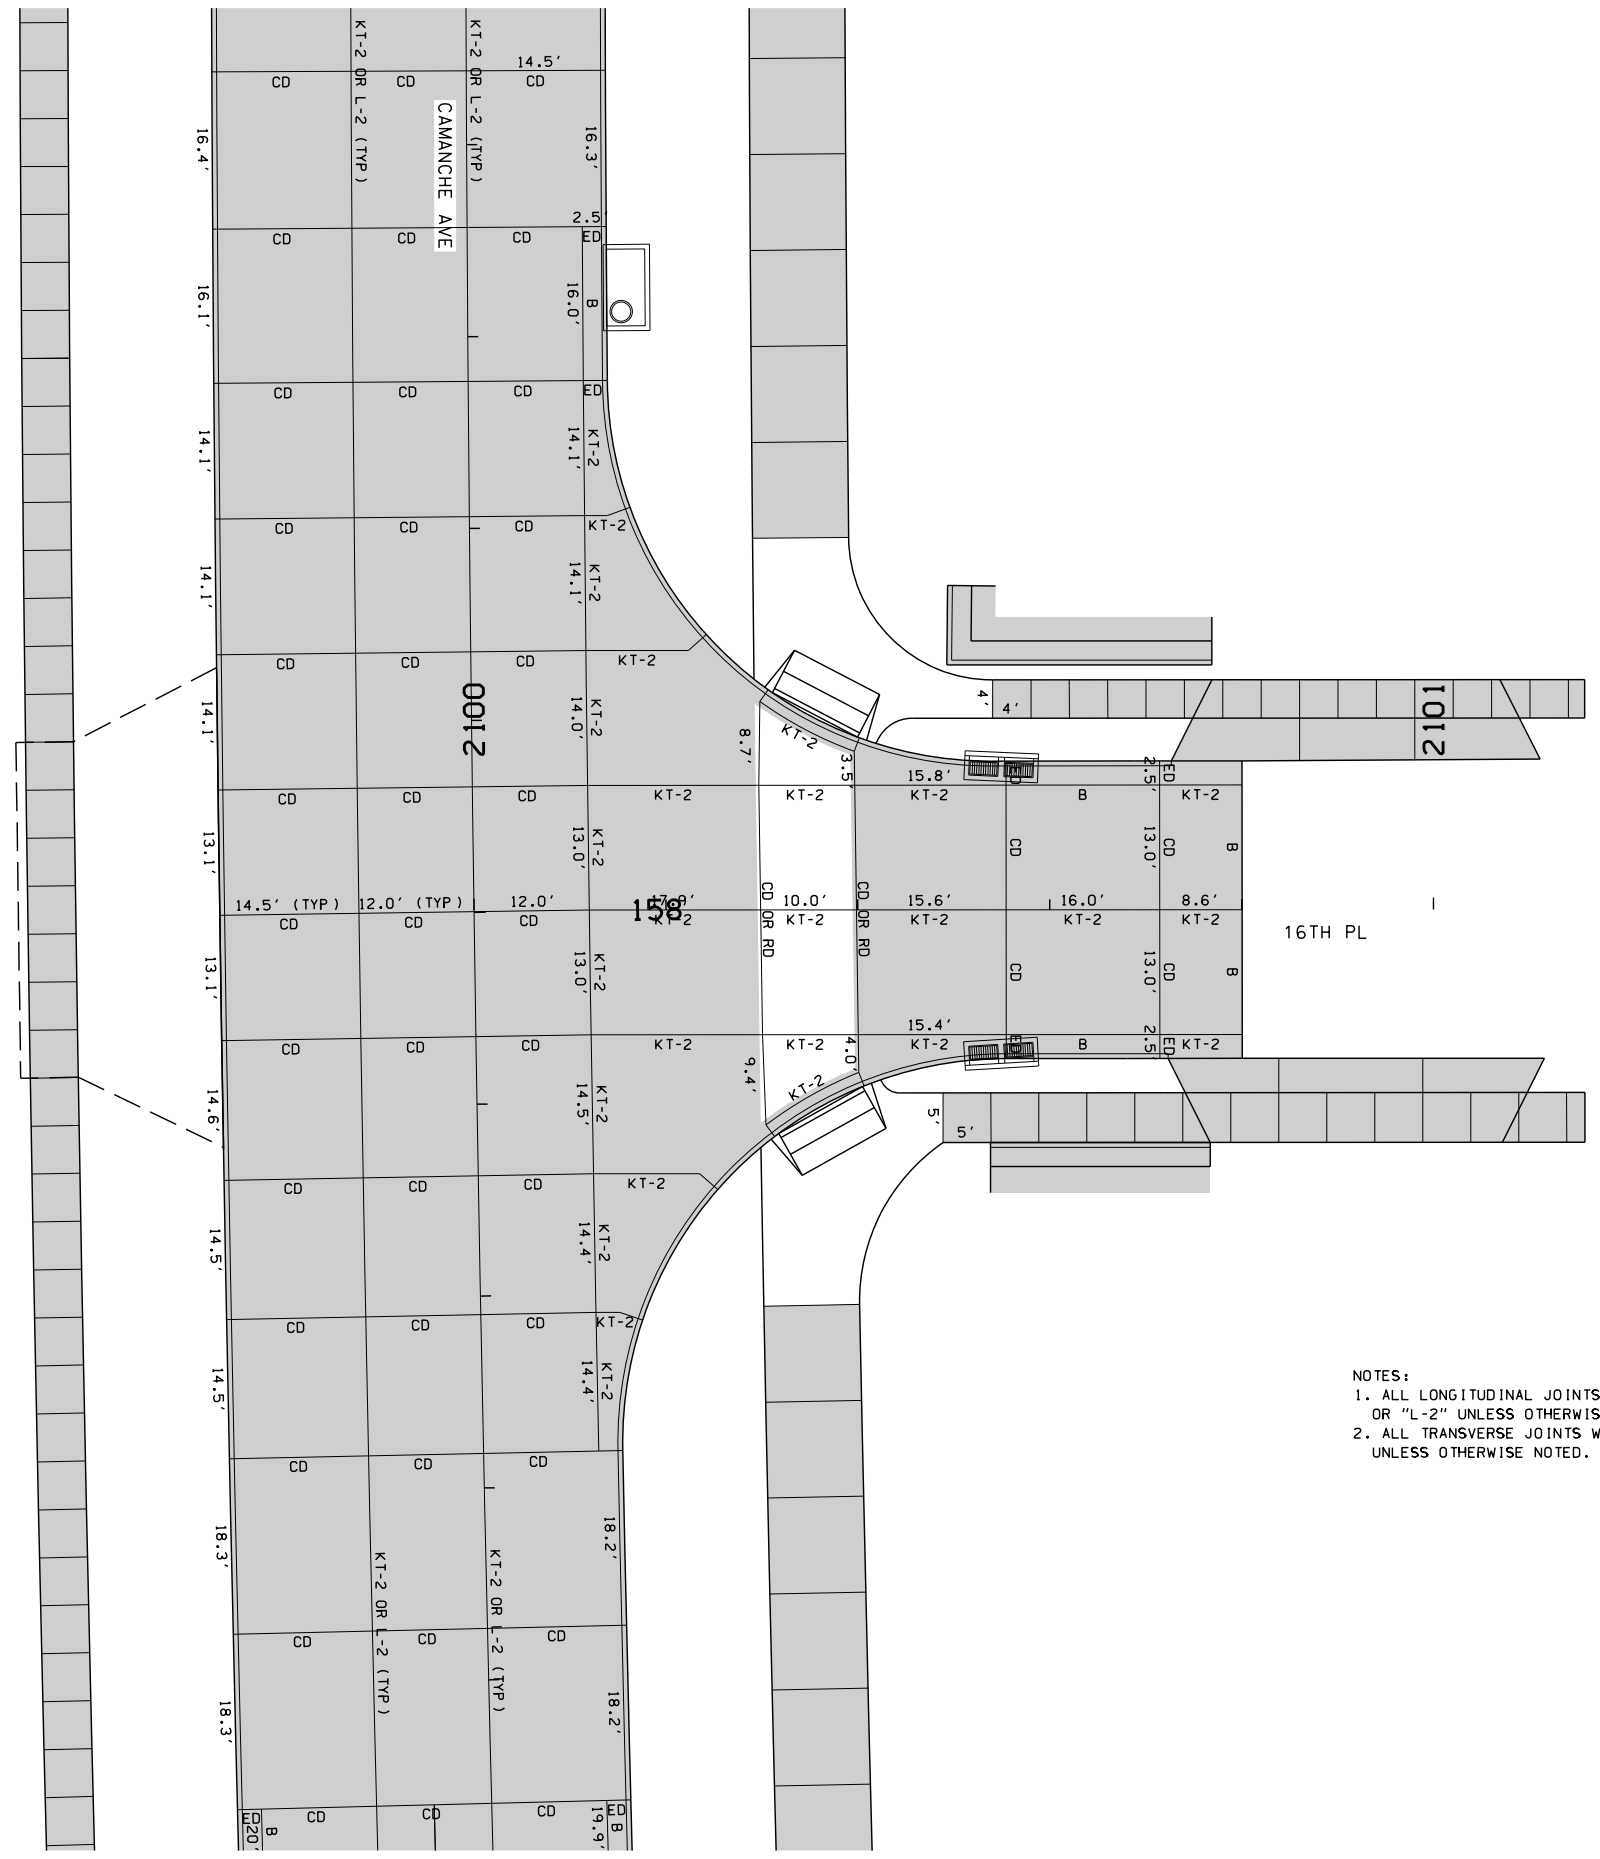 KT-2 OR L-2 (TYP)
KT-2 OR L-2 (TYP)
14.5'
CD
CD
CD
CAMANCHE AVE
16.4'
16.3'
2.5'
CD
CD
CD
ED
16.1'
16.0'
B
CD
CD
CD
ED
14.1'
14.1'
KT-2
CD
CD
CD
KT-2
14.1'
14.1'
KT-2
CD
CD
CD
KT-2
2100
14.1'
14.0'
KT-2
8.7'
KT-2
3.5'
4'
4'
2101
15.8'
ED
2.5'
ED
CD
CD
CD
KT-2
KT-2
KT-2
B
KT-2
13.1'
13.0'
KT-2
CD
13.0'
CD
B
14.5' (TYP)
12.0' (TYP)
12.0'
17.9'
158
10.0'
15.6'
16.0'
8.6'
CD OR RD
CD OR RD
CD
CD
CD
KT-2
KT-2
KT-2
KT-2
KT-2
16TH PL
13.1'
13.0'
KT-2
CD
13.0'
CD
B
15.4'
CD
CD
CD
KT-2
KT-2
KT-2
ED
B
2.5'
ED
KT-2
14.6'
14.5'
KT-2
9.4'
KT-2
4.0'
5'
5'
CD
CD
CD
KT-2
14.5'
14.4'
KT-2
CD
CD
CD
KT-2
14.5'
14.4'
KT-2
CD
CD
CD
18.3'
18.2'
KT-2 OR L-2 (TYP)
KT-2 OR L-2 (TYP)
CD
CD
CD
18.3'
18.2'
ED
CD
CD
CD
ED
20'
B
19.9'
B
NOTES:
1. ALL LONGITUDINAL JOINTS
OR "L-2" UNLESS OTHERWIS
2. ALL TRANSVERSE JOINTS W
UNLESS OTHERWISE NOTED.